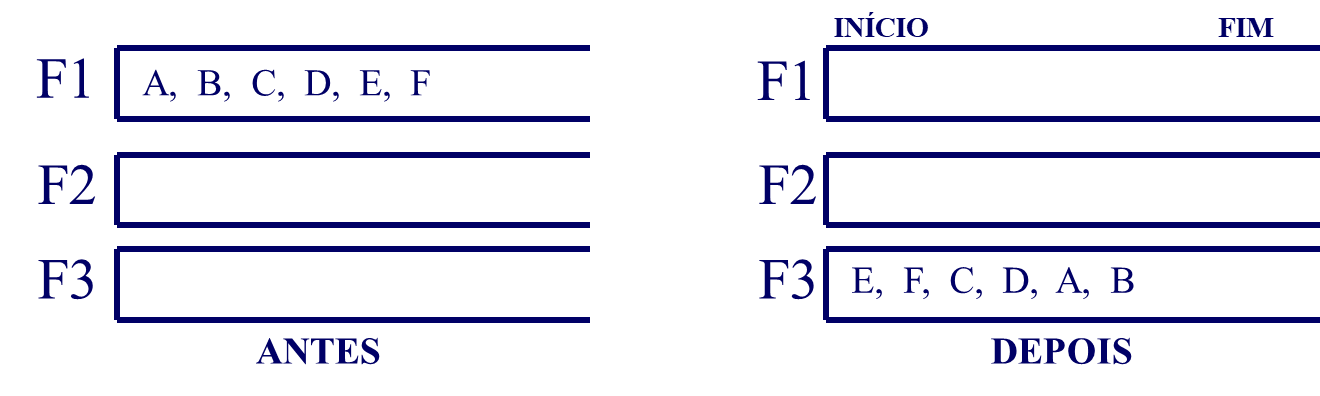 INÍCIO FIM
F1 A, B, C, D, E, F F1
F2 F2
F3 F3 E, F, C, D, A, B
ANTES DEPOIS